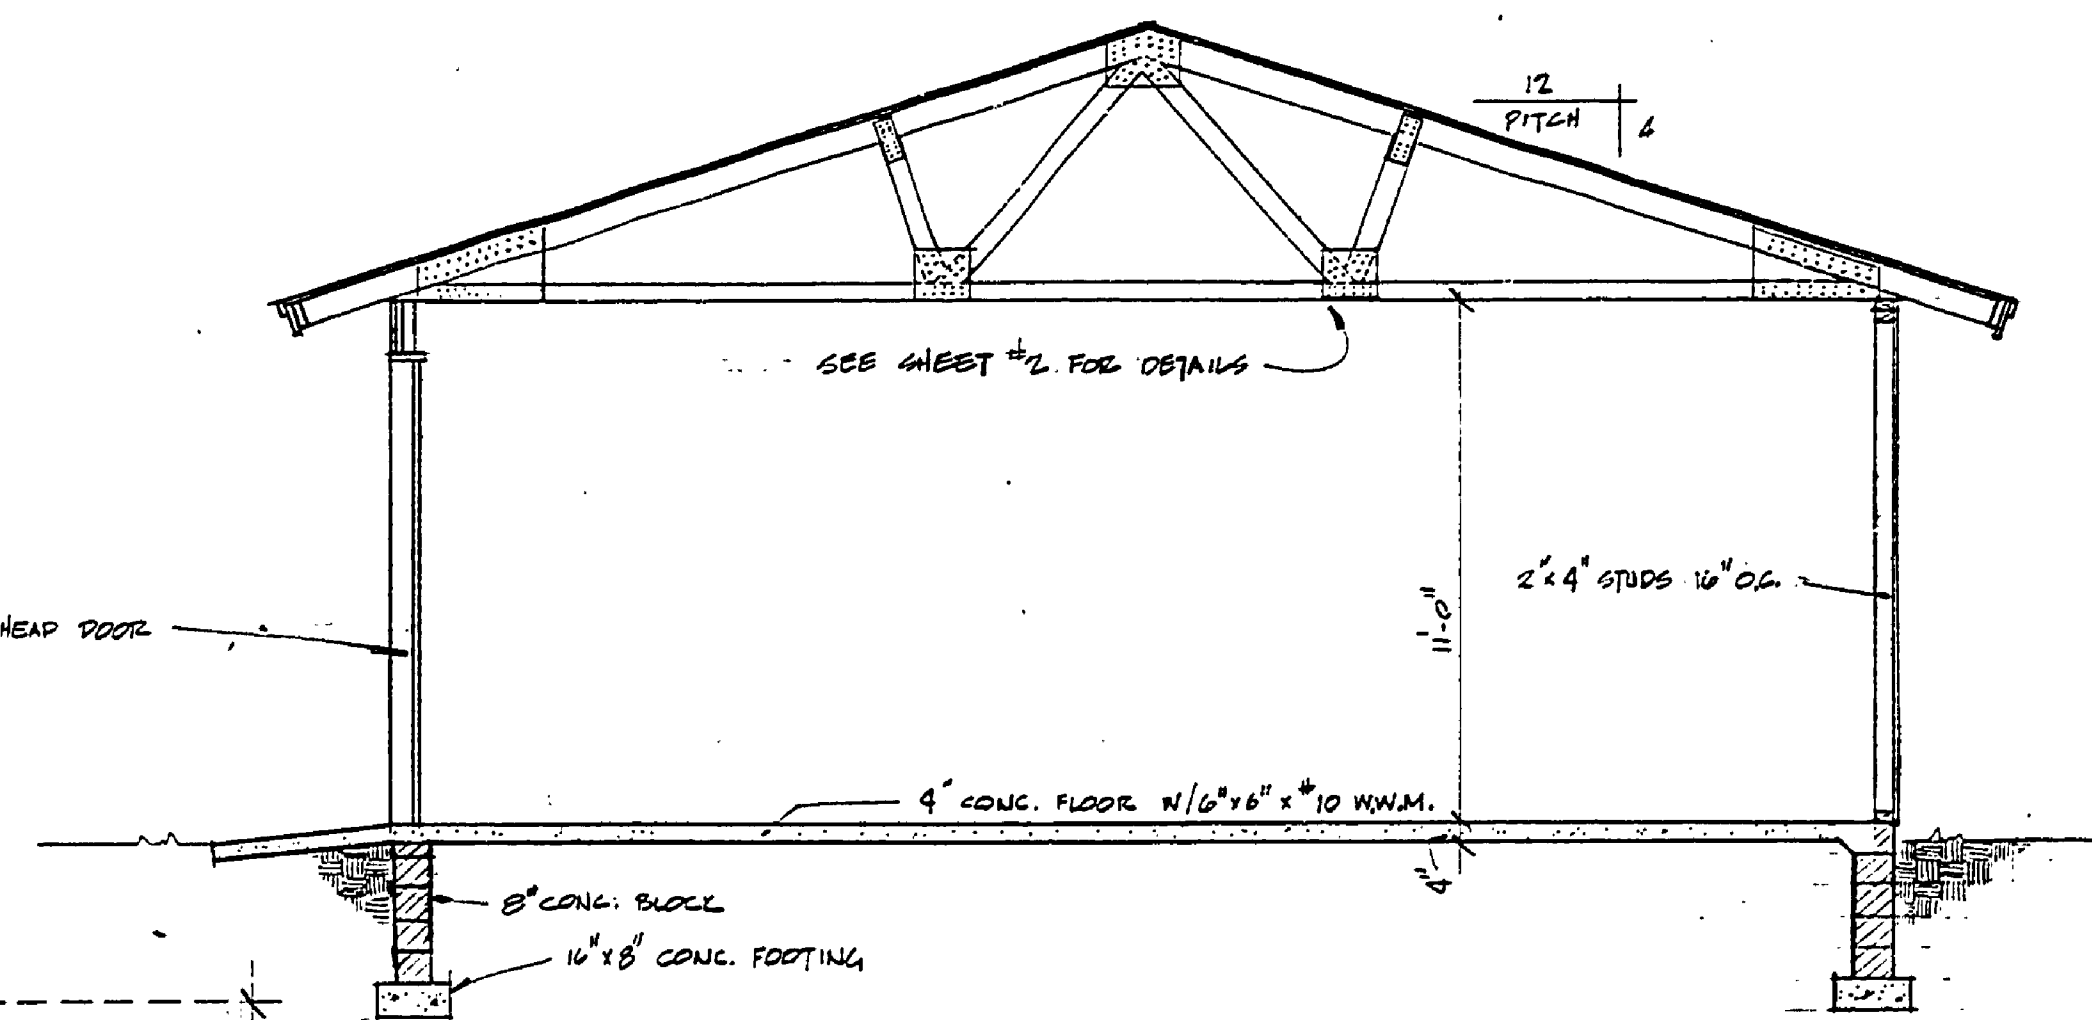 12
PITCH 4
SEE SHEET #2 FOR DETAILS
2"x4" STUDS 16" O.C.
11'-0"
HEAD DOOR
4" CONC. FLOOR W/6"x6" x #10 W.W.M.
4"
8" CONC. BLOCK
16"x8" CONC. FOOTING